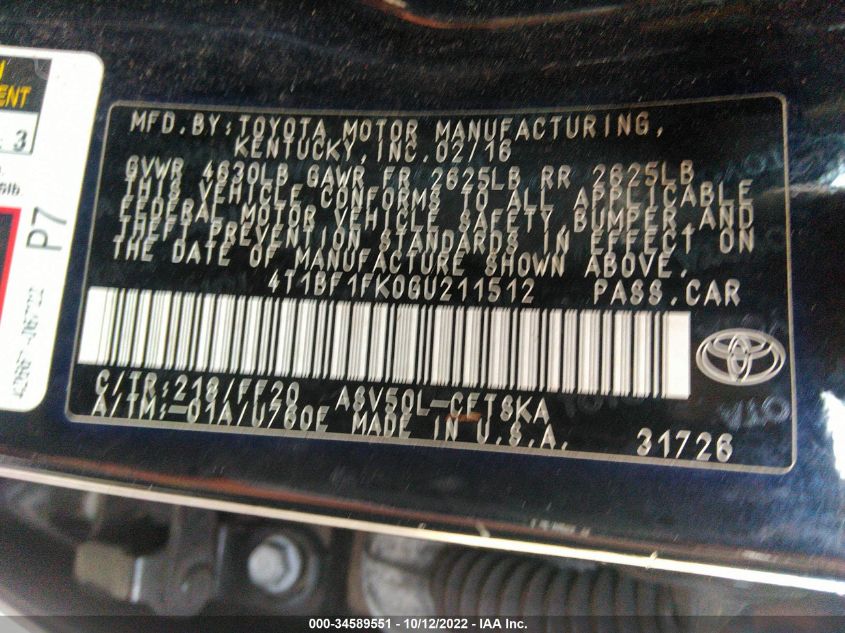 ENT
3
P7
MFD.BY:TOYOTA MOTOR MANUFACTURING,
KENTUCKY,INC.02/16
GVWR 4630LB GAWR FR 2625LB RR 2625LB
THIS VEHICLE CONFORMS TO ALL APPLICABLE
FEDERAL MOTOR VEHICLE SAFETY,BUMPER,AND
THEFT PREVENTION STANDARDS IN EFFECT ON
THE DATE OF MANUFACTURE SHOWN ABOVE.
4T1BF1FK0GU211512 PASS.CAR
C/TR:218/FF20 ASV50L-CETSKA
A/TM:-01A/U760E MADE IN U.S.A. 31726
000-34589551 - 10/12/2022 - IAA Inc.